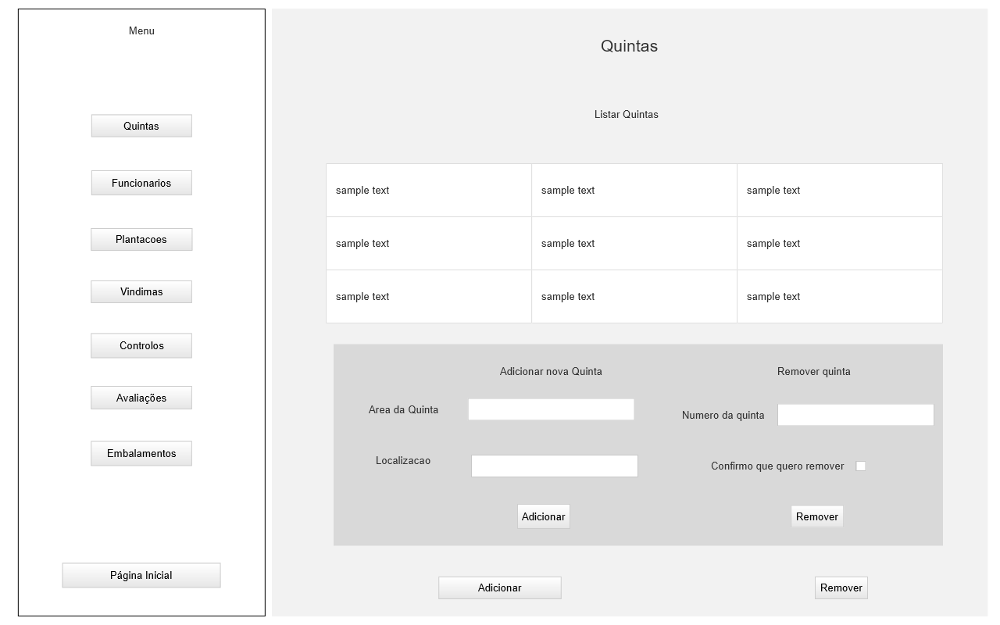 Menu
Quintas
Funcionarios
Plantacoes
Vindimas
Controlos
Avaliações
Embalamentos
Página Inicial
Quintas
Listar Quintas
sample text sample text sample text
sample text sample text sample text
sample text sample text sample text
Adicionar nova Quinta
Area da Quinta
Localizacao
Adicionar
Remover quinta
Numero da quinta
Confirmo que quero remover
Remover
Adicionar
Remover